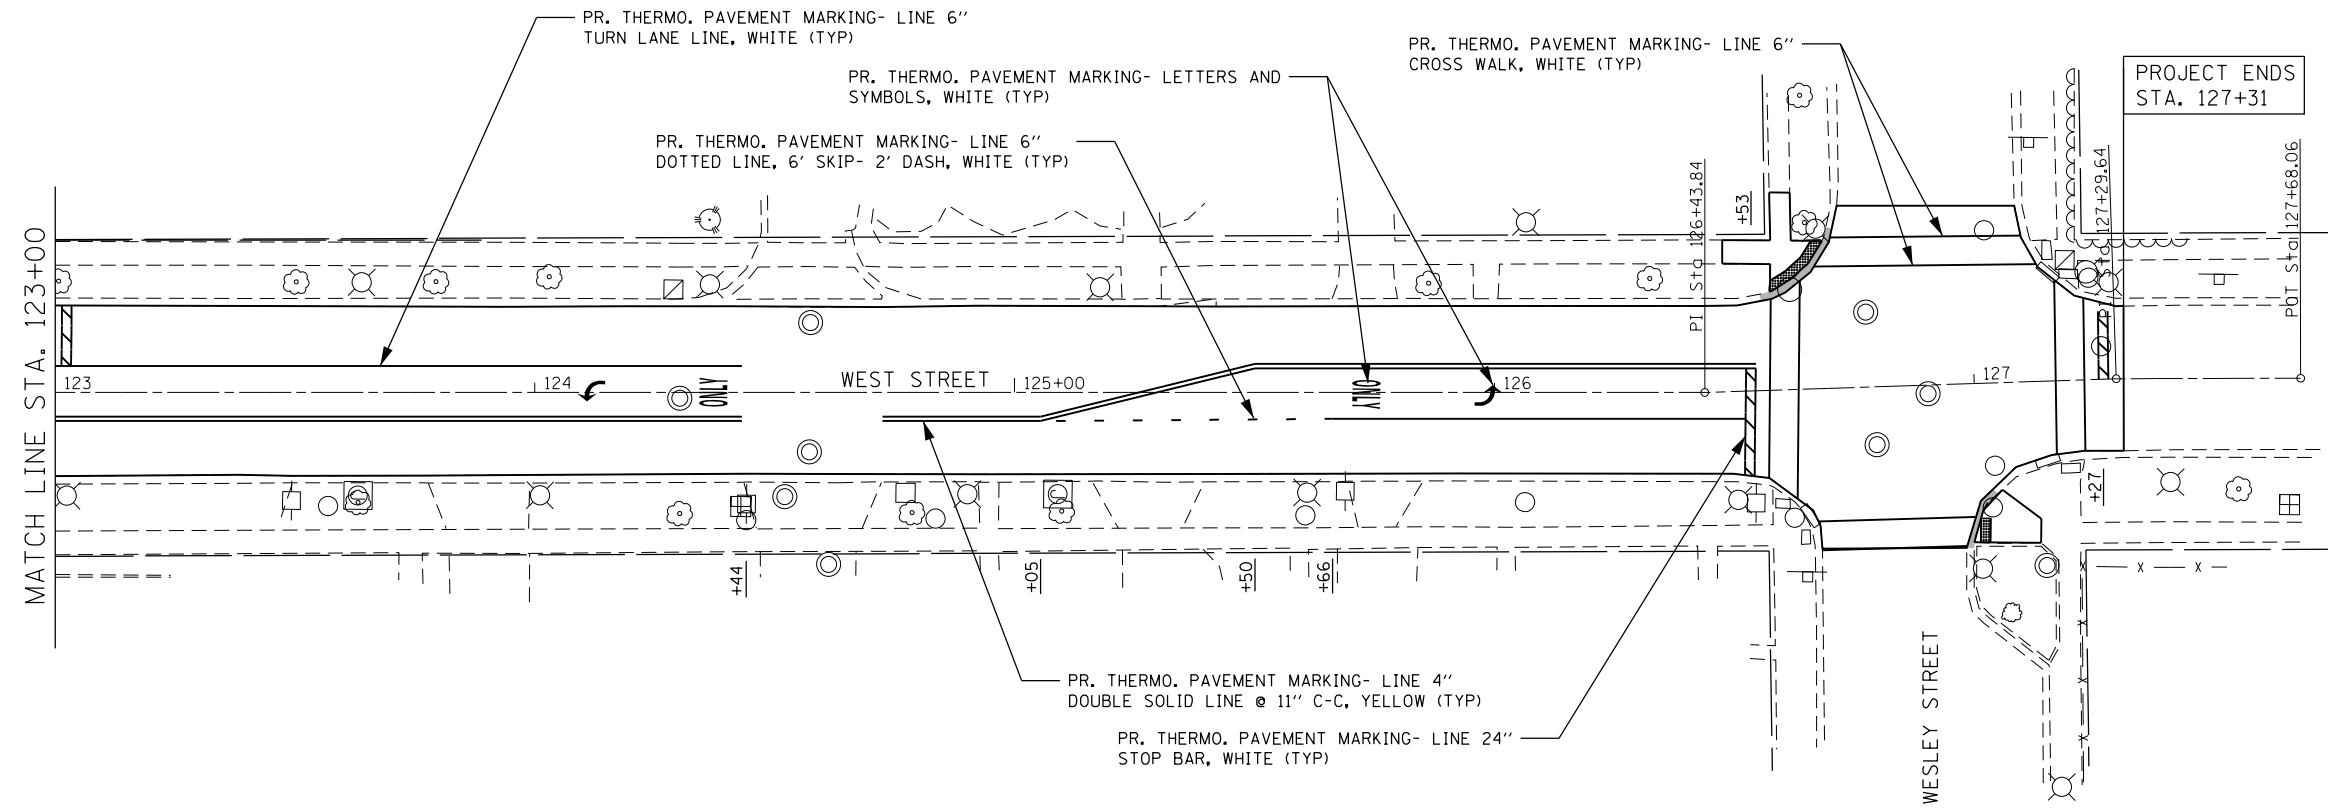 PR. THERMO. PAVEMENT MARKING- LINE 6''
TURN LANE LINE, WHITE (TYP)
PR. THERMO. PAVEMENT MARKING- LETTERS AND
SYMBOLS, WHITE (TYP)
PR. THERMO. PAVEMENT MARKING- LINE 6''
CROSS WALK, WHITE (TYP)
PROJECT ENDS
STA. 127+31
PR. THERMO. PAVEMENT MARKING- LINE 6''
DOTTED LINE, 6' SKIP- 2' DASH, WHITE (TYP)
MATCH LINE STA. 123+00
PI Sta 126+43.84
+53
Sta 127+29.64
POT Sta 127+68.06
123
124
ONLY
WEST STREET
125+00
ONLY
126
127
+44
+05
+50
+66
+27
X
X
X
X
X
PR. THERMO. PAVEMENT MARKING- LINE 4''
DOUBLE SOLID LINE @ 11'' C-C, YELLOW (TYP)
PR. THERMO. PAVEMENT MARKING- LINE 24''
STOP BAR, WHITE (TYP)
WESLEY STREET